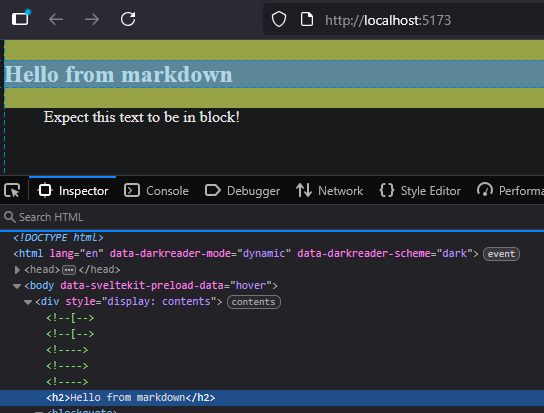 http://localhost:5173
Hello from markdown
Expect this text to be in block!
Inspector Console Debugger Network {} Style Editor Performa
Search HTML
<!DOCTYPE html>
<html lang="en" data-darkreader-mode="dynamic" data-darkreader-scheme="dark"> event
<head> ••• </head>
<body data-sveltekit-preload-data="hover">
<div style="display: contents"> contents
<!--[-->
<!--[-->
<!---->
<!---->
<!---->
<h2>Hello from markdown</h2>
<blockquote>